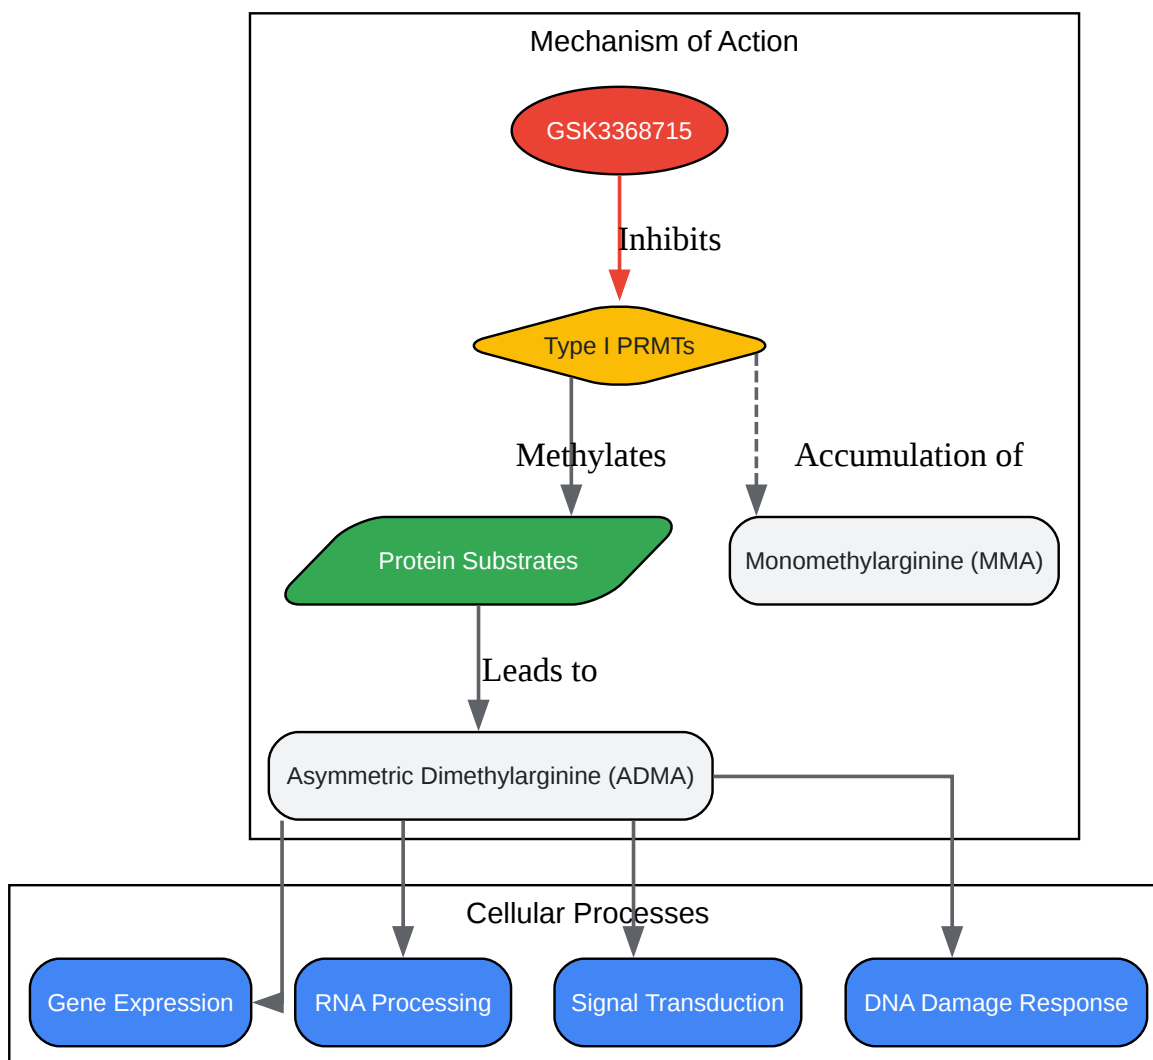 Mechanism of Action
GSK3368715
Inhibits
Type I PRMTs
Methylates
Accumulation of
Protein Substrates
Monomethylarginine (MMA)
Leads to
Asymmetric Dimethylarginine (ADMA)
Cellular Processes
Gene Expression
RNA Processing
Signal Transduction
DNA Damage Response